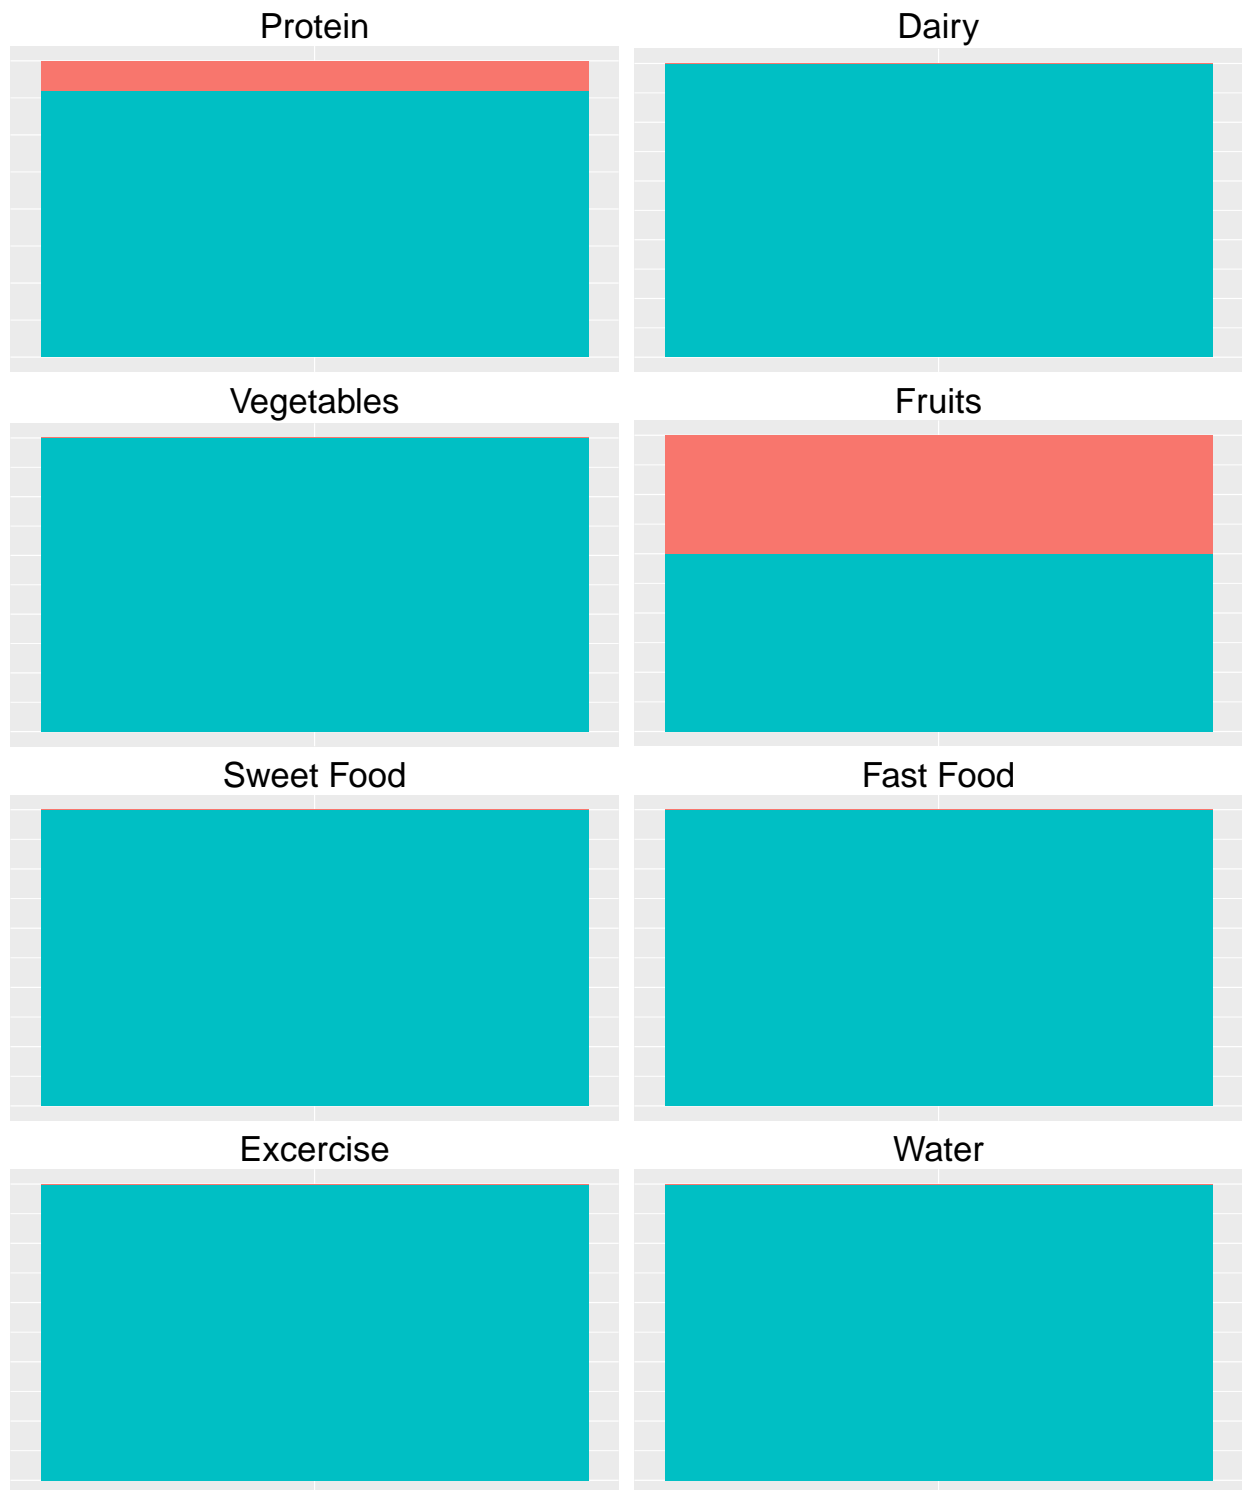 Protein
Dairy
Vegetables
Fruits
Sweet Food
Fast Food
Excercise
Water